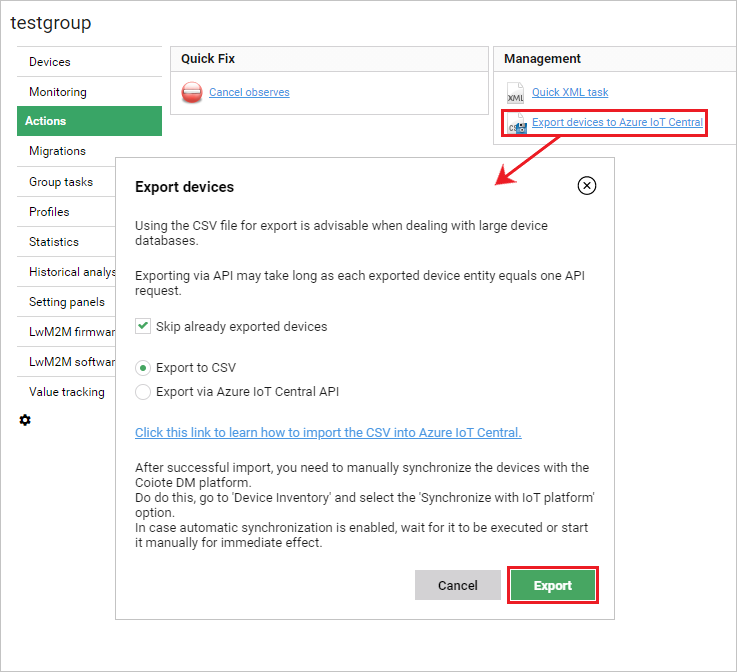 testgroup
Devices
Monitoring
Actions
Migrations
Group tasks
Profiles
Statistics
Historical analys
Setting panels
LwM2M firmwar
LwM2M softwar
Value tracking
Quick Fix
Cancel observes
Management
XML
Quick XML task
Export devices to Azure IoT Central
Export devices
Using the CSV file for export is advisable when dealing with large device
databases.
Exporting via API may take long as each exported device entity equals one API
request.
Skip already exported devices
Export to CSV
Export via Azure IoT Central API
Click this link to learn how to import the CSV into Azure IoT Central.
After successful import, you need to manually synchronize the devices with the
Coiote DM platform.
Do do this, go to 'Device Inventory' and select the 'Synchronize with IoT platform'
option.
In case automatic synchronization is enabled, wait for it to be executed or start
it manually for immediate effect.
Cancel
Export